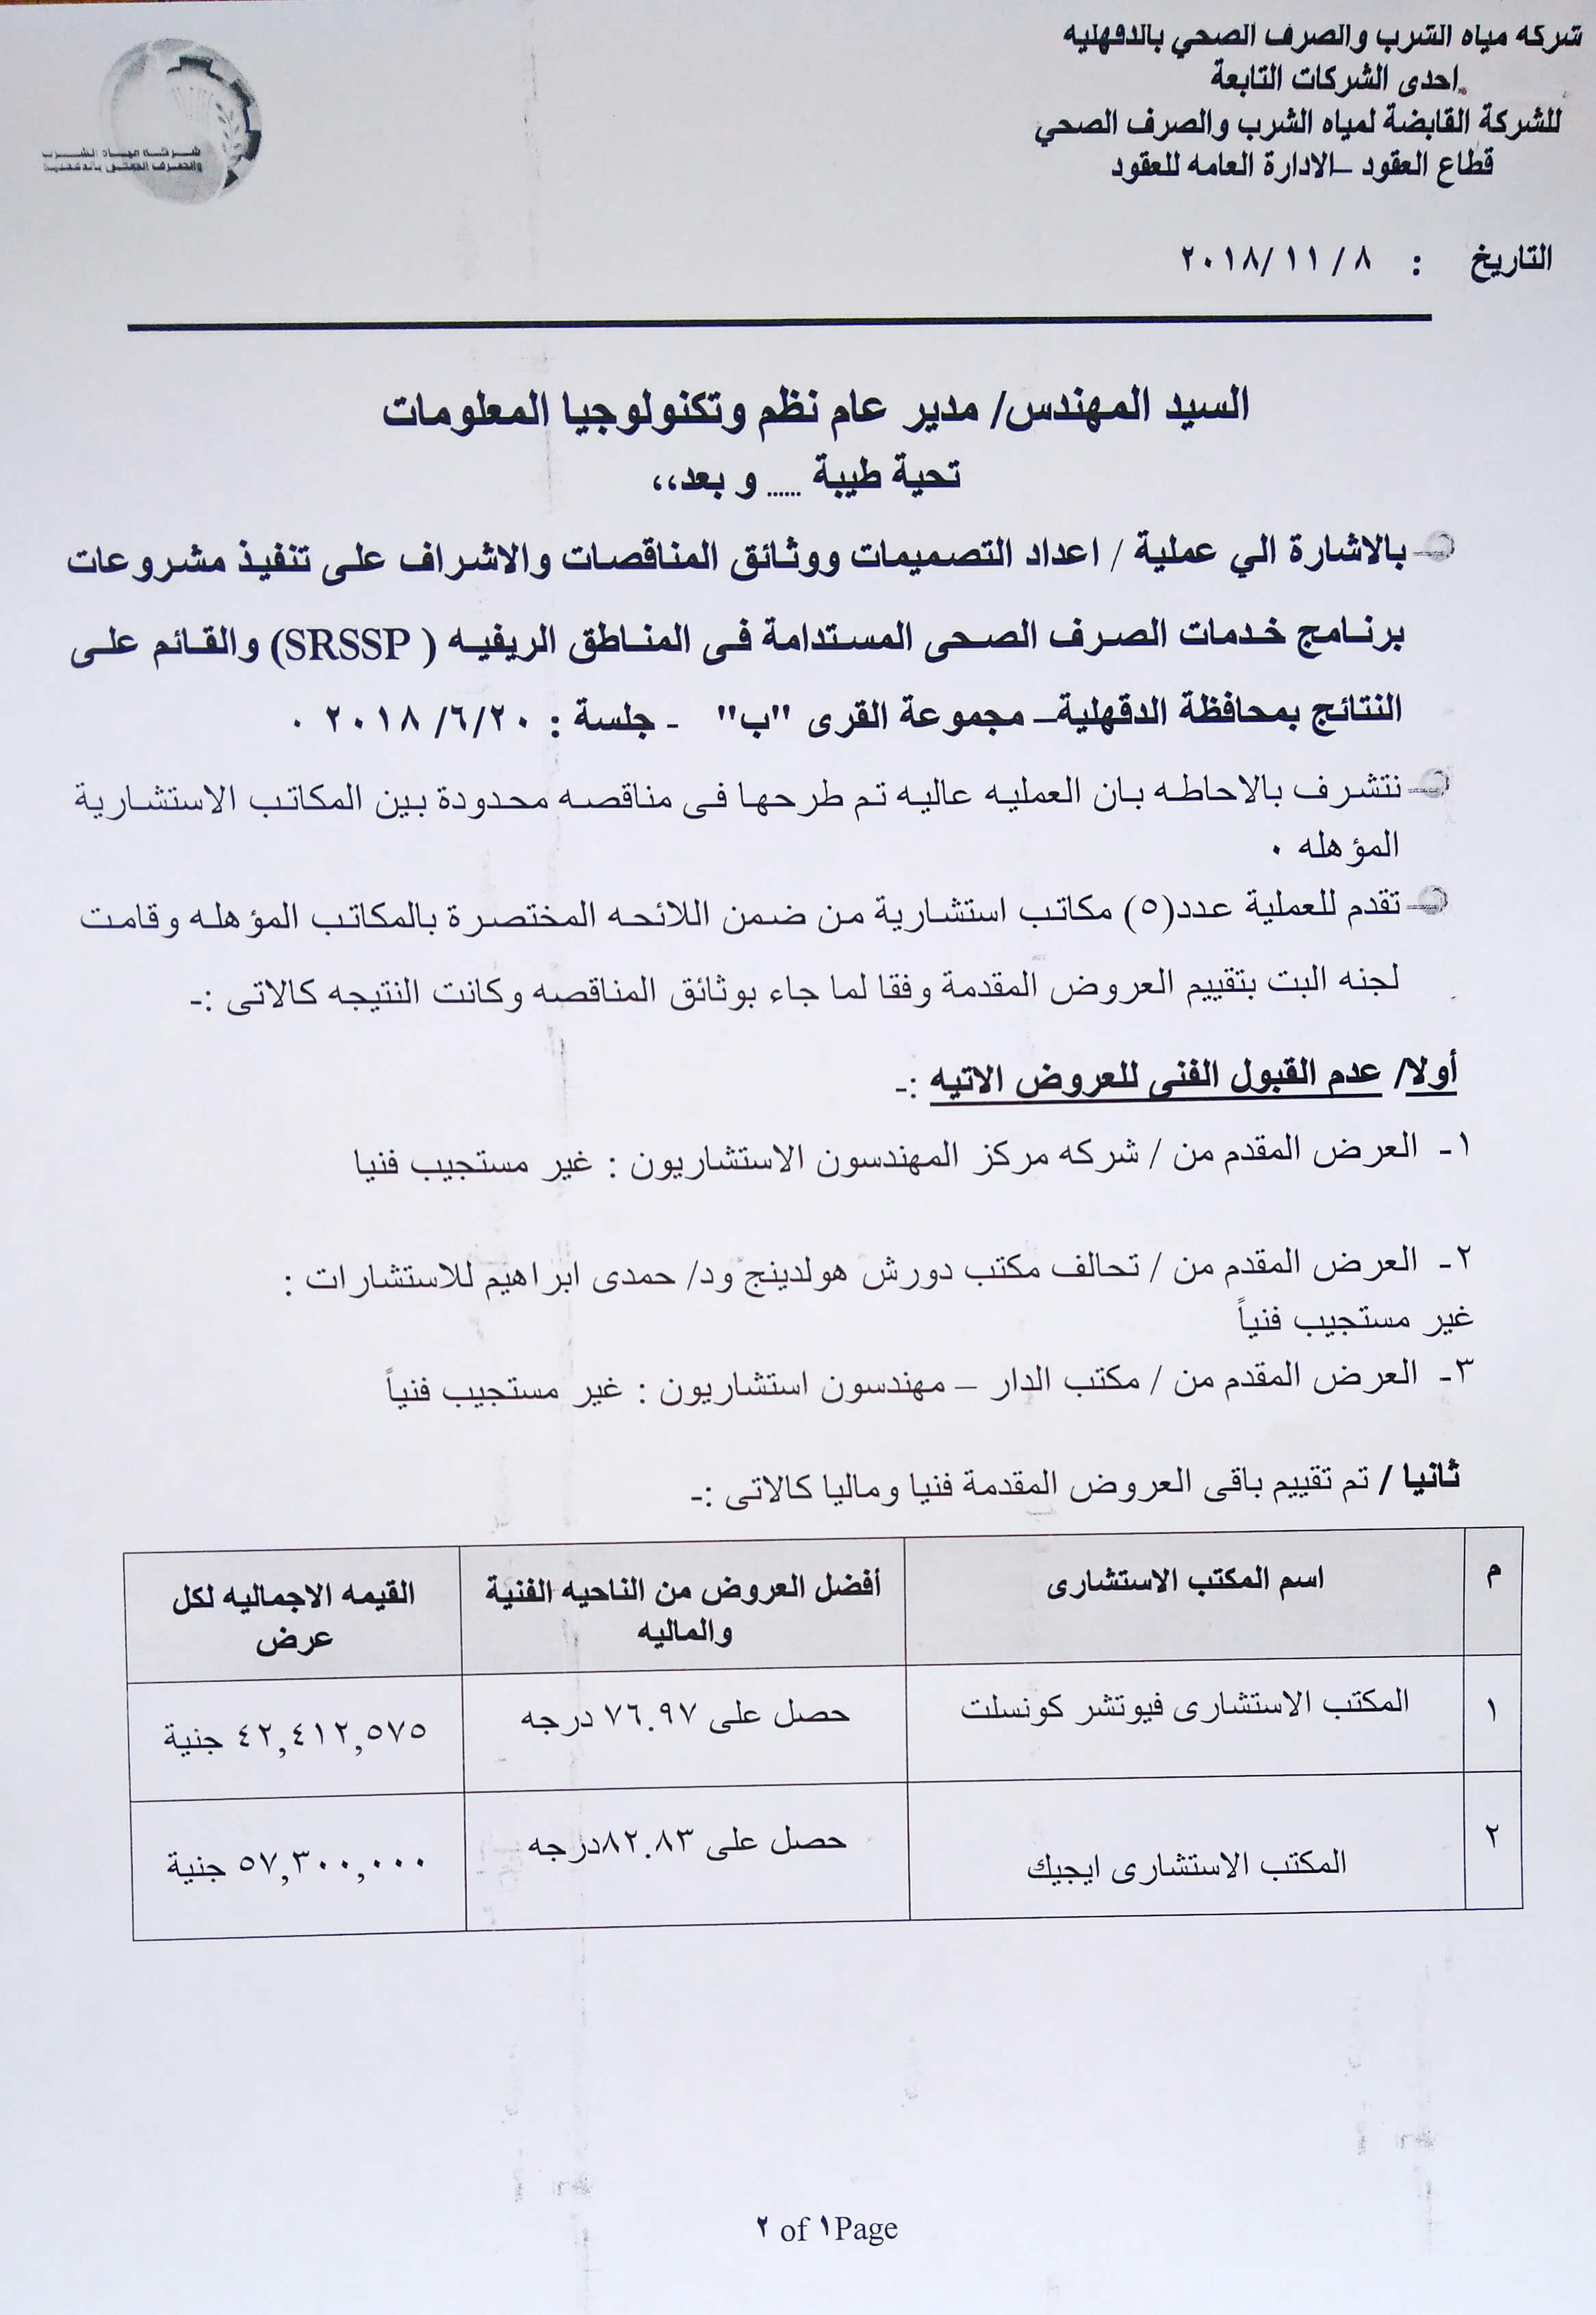 شركه مياه الشرب والصرف الصحي بالدقهليه
احدى الشركات التابعة
للشركة القابضة لمياه الشرب والصرف الصحي
قطاع العقود –الادارة العامه للعقود
شركة مياه الشرب
والصرف الصحى بالدقهلية
التاريخ : ٨ /١١ /٢٠١٨
السيد المهندس/ مدير عام نظم وتكنولوجيا المعلومات
تحية طيبة ...... و بعد،،
بالاشارة الي عملية / اعداد التصميمات ووثائق المناقصات والاشراف على تنفيذ مشروعات
برنامج خدمات الصرف الصحى المستدامة فى المناطق الريفيه ( SRSSP) والقائم على
النتائج بمحافظة الدقهلية– مجموعة القرى "ب" - جلسة : ٢٠/٦/ ٢٠١٨ ٠
نتشرف بالاحاطه بان العمليه عاليه تم طرحها فى مناقصه محدودة بين المكاتب الاستشارية
المؤهله ٠
تقدم للعملية عدد(٥) مكاتب استشارية من ضمن اللائحه المختصرة بالمكاتب المؤهله وقامت
لجنه البت بتقييم العروض المقدمة وفقا لما جاء بوثائق المناقصه وكانت النتيجه كالاتى :-
أولا/ عدم القبول الفنى للعروض الاتيه :-
١- العرض المقدم من / شركه مركز المهندسون الاستشاريون : غير مستجيب فنيا
٢- العرض المقدم من / تحالف مكتب دورش هولدينج ود/ حمدى ابراهيم للاستشارات :
غير مستجيب فنياً
٣- العرض المقدم من / مكتب الدار – مهندسون استشاريون : غير مستجيب فنياً
ثانيا / تم تقييم باقى العروض المقدمة فنيا وماليا كالاتى :-
م اسم المكتب الاستشارى أفضل العروض من الناحيه الفنية القيمه الاجماليه لكل
والماليه عرض
١ المكتب الاستشارى فيوتشر كونسلت حصل على ٧٦.٩٧ درجه ٤٢,٤١٢,٥٧٥ جنية
٢ المكتب الاستشارى ايجيك حصل على ٨٢.٨٣درجه ٥٧,٣٠٠,٠٠٠ جنية
٢ of ١Page